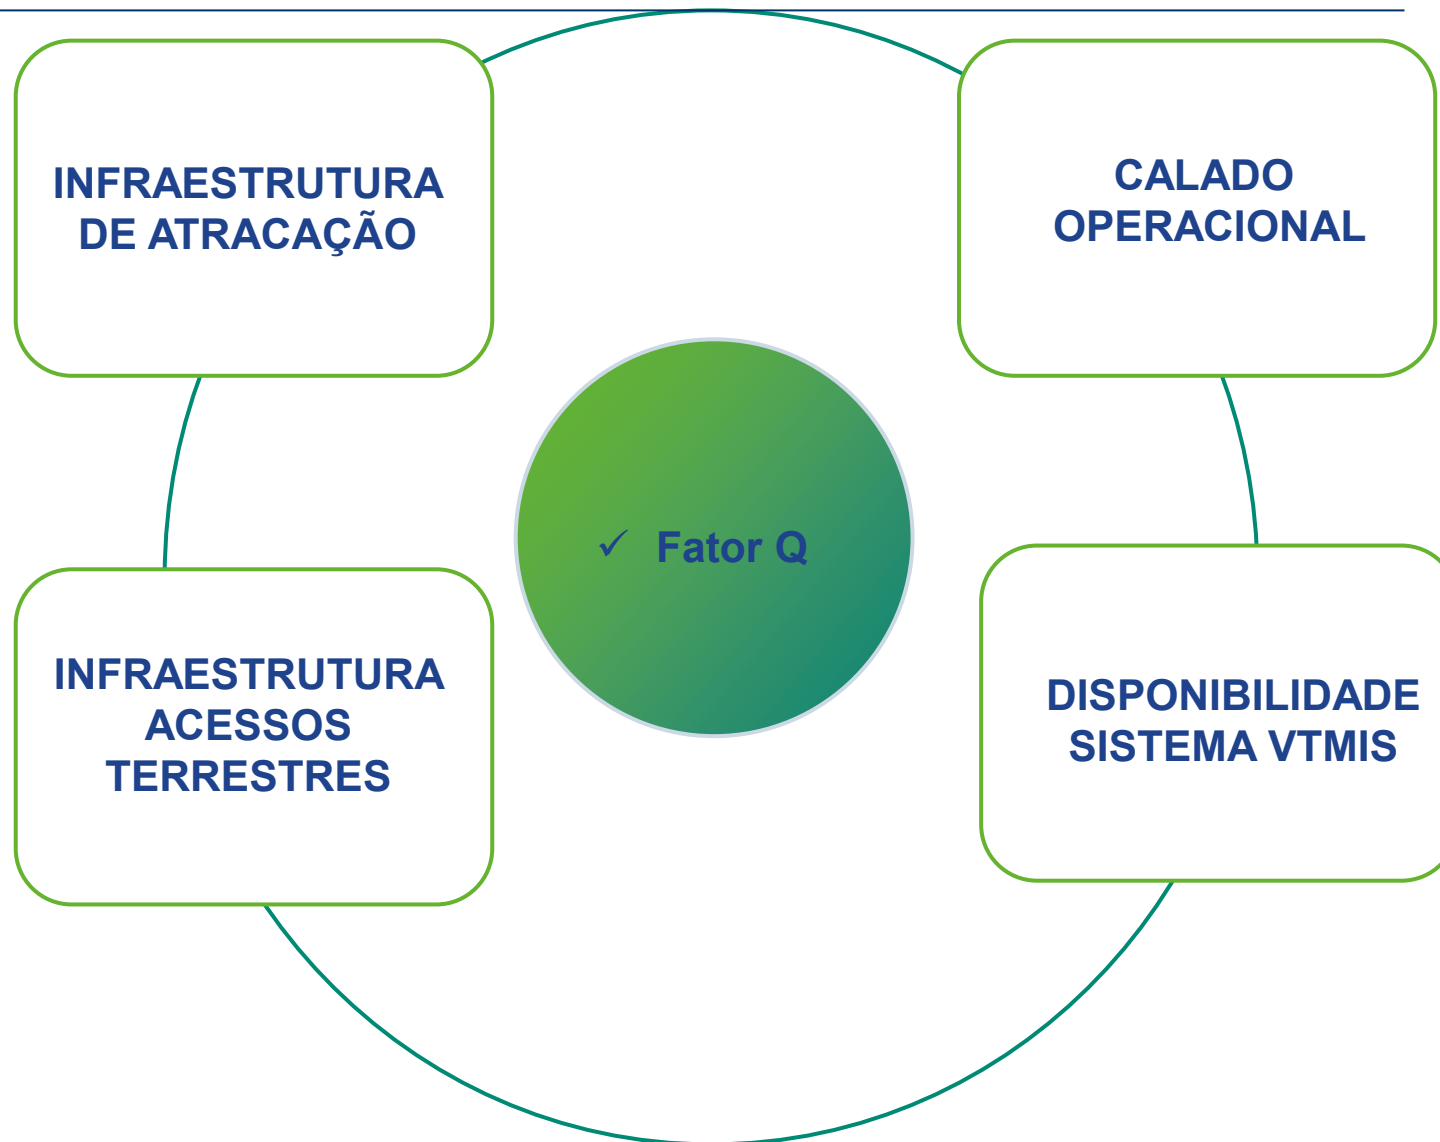 INFRAESTRUTURA
DE ATRACAÇÃO
CALADO
OPERACIONAL
✓ Fator Q
INFRAESTRUTURA
ACESSOS
TERRESTRES
DISPONIBILIDADE
SISTEMA VTMIS